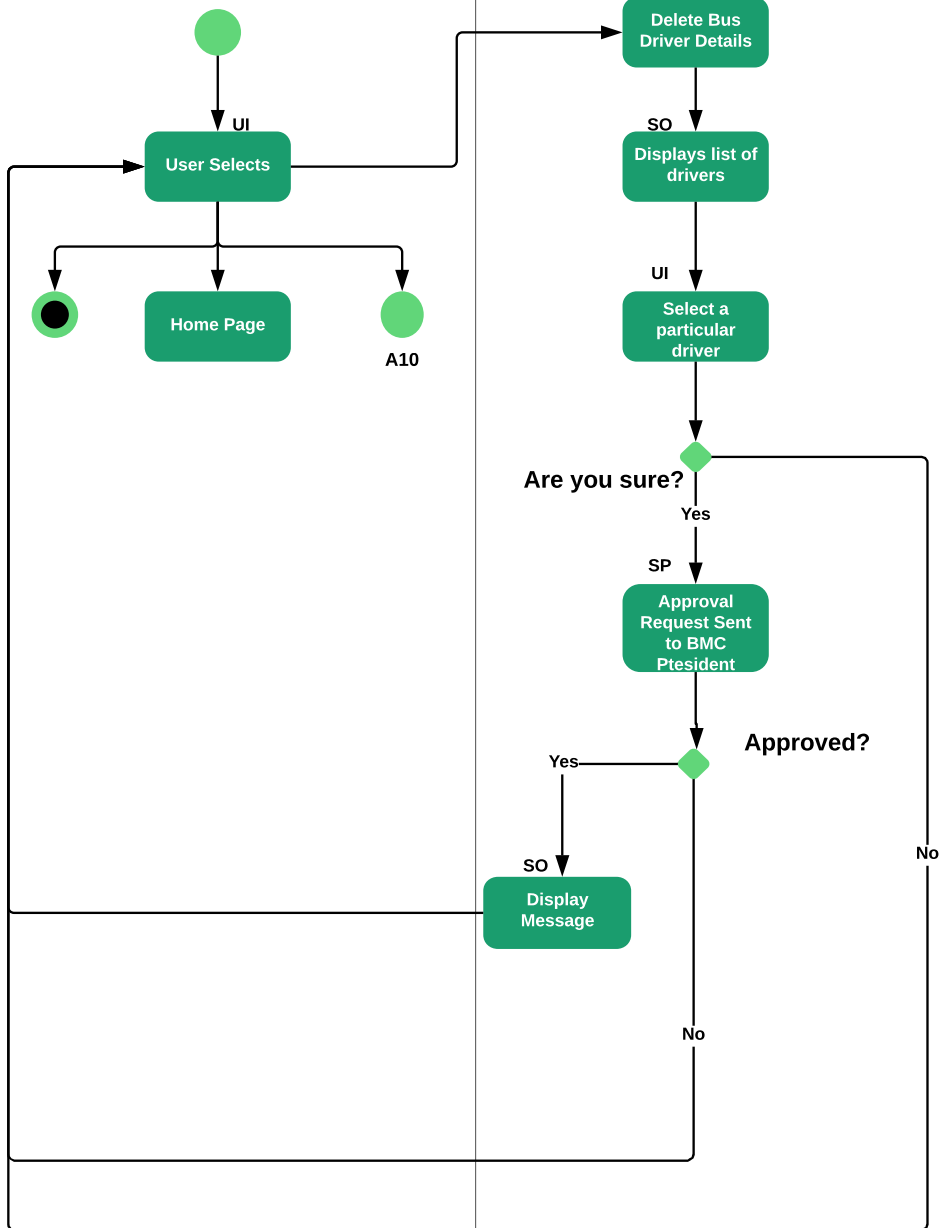 UI
User Selects
Home Page
A10
Delete Bus
Driver Details
SO
Displays list of
drivers
UI
Select a
particular
driver
Are you sure?
Yes
SP
Approval
Request Sent
to BMC
Ptesident
Approved?
Yes
No
SO
Display
Message
No